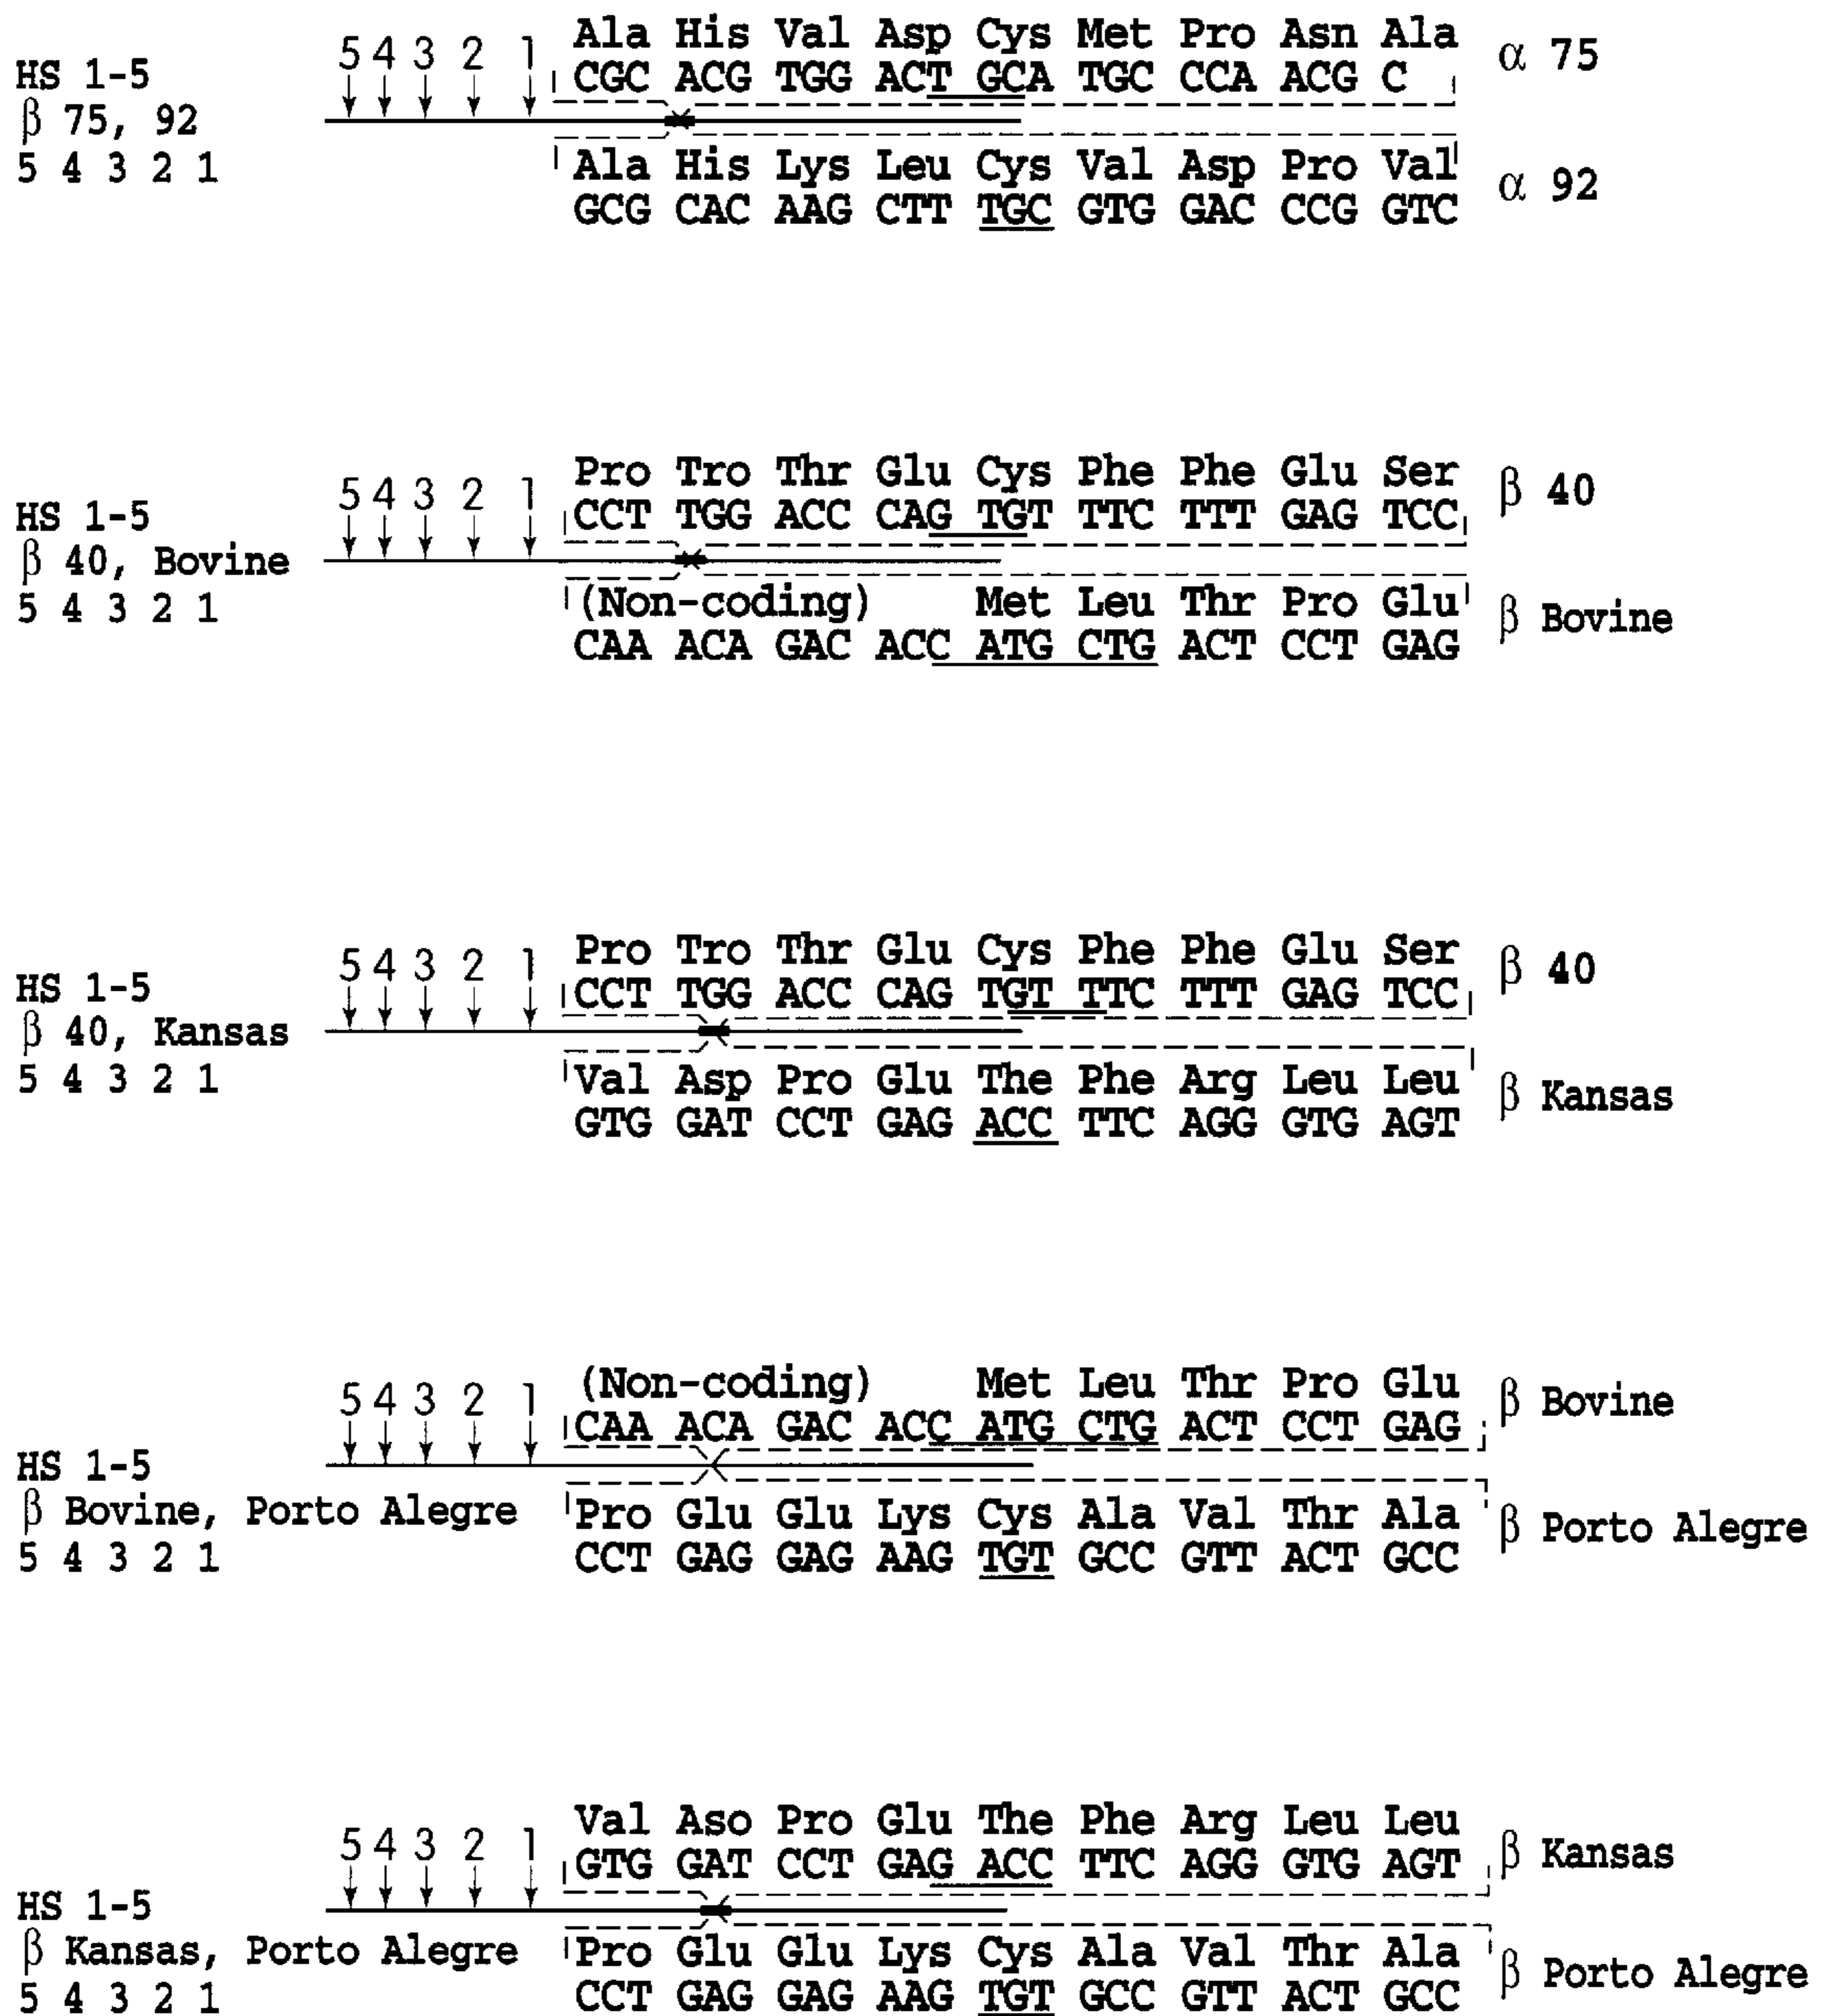 Ala His Val Asp Cys Met Pro Asn Ala
5 4 3 2 1
CGC ACG TGG ACT GCA TGC CCA ACG C
α 75
HS 1-5
β 75, 92
5 4 3 2 1
Ala His Lys Leu Cys Val Asp Pro Val
GCG CAC AAG CTT TGC GTG GAC CCG GTC
α 92
Pro Tro Thr Glu Cys Phe Phe Glu Ser
5 4 3 2 1
CCT TGG ACC CAG TGT TTC TTT GAG TCC
β 40
HS 1-5
β 40, Bovine
5 4 3 2 1
(Non-coding) Met Leu Thr Pro Glu
CAA ACA GAC ACC ATG CTG ACT CCT GAG
β Bovine
Pro Tro Thr Glu Cys Phe Phe Glu Ser
5 4 3 2 1
CCT TGG ACC CAG TGT TTC TTT GAG TCC
β 40
HS 1-5
β 40, Kansas
5 4 3 2 1
Val Asp Pro Glu The Phe Arg Leu Leu
GTG GAT CCT GAG ACC TTC AGG GTG AGT
β Kansas
(Non-coding) Met Leu Thr Pro Glu
5 4 3 2 1
CAA ACA GAC ACC ATG CTG ACT CCT GAG
β Bovine
HS 1-5
β Bovine, Porto Alegre
5 4 3 2 1
Pro Glu Glu Lys Cys Ala Val Thr Ala
CCT GAG GAG AAG TGT GCC GTT ACT GCC
β Porto Alegre
Val Aso Pro Glu The Phe Arg Leu Leu
5 4 3 2 1
GTG GAT CCT GAG ACC TTC AGG GTG AGT
β Kansas
HS 1-5
β Kansas, Porto Alegre
5 4 3 2 1
Pro Glu Glu Lys Cys Ala Val Thr Ala
CCT GAG GAG AAG TGT GCC GTT ACT GCC
β Porto Alegre